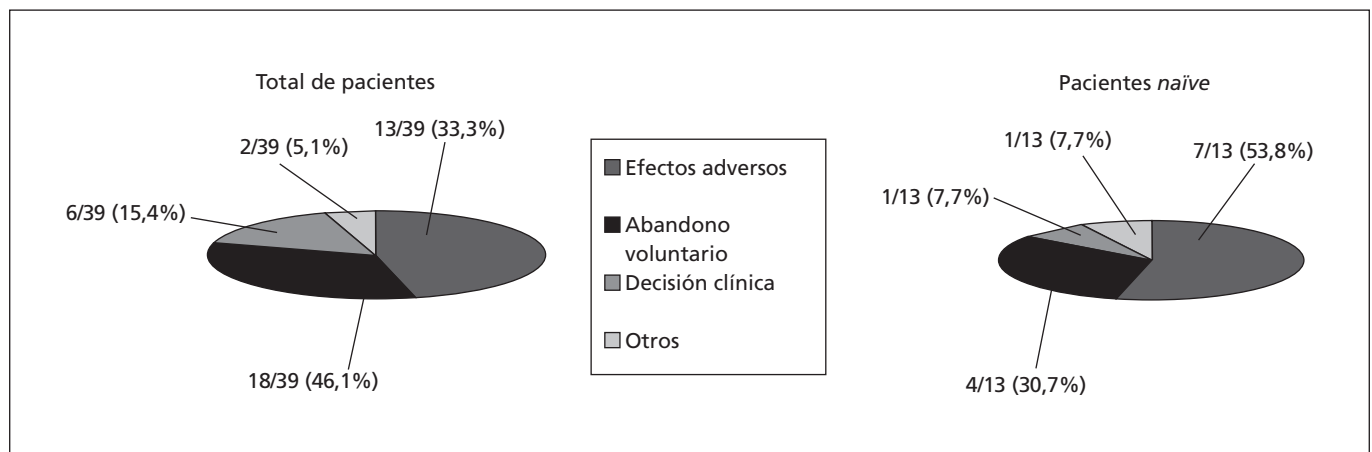 Total de pacientes
13/39 (33,3%)
2/39 (5,1%)
6/39 (15,4%)
18/39 (46,1%)
Efectos adversos
Abandono
voluntario
Decisión clínica
Otros
Pacientes naïve
1/13 (7,7%)
7/13 (53,8%)
1/13 (7,7%)
4/13 (30,7%)